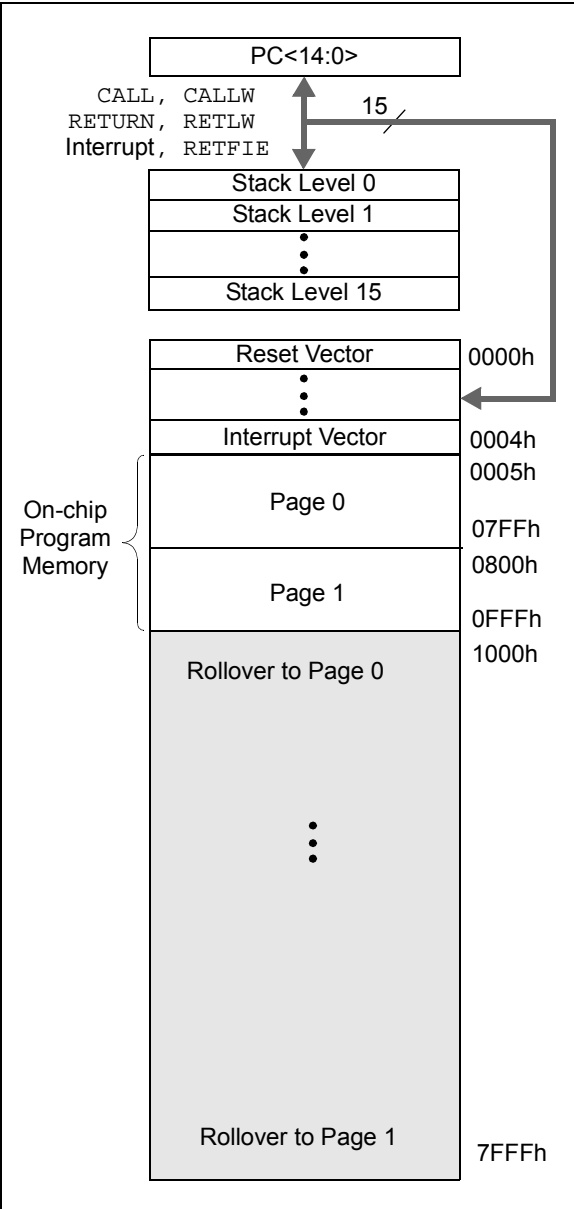 PC<14:0>
CALL, CALLW
15
RETURN, RETLW
Interrupt, RETFIE
Stack Level 0
Stack Level 1
Stack Level 15
Reset Vector
0000h
Interrupt Vector
0004h
0005h
On-chip
Program
Memory
Page 0
07FFh
0800h
Page 1
0FFFh
1000h
Rollover to Page 0
Rollover to Page 1
7FFFh